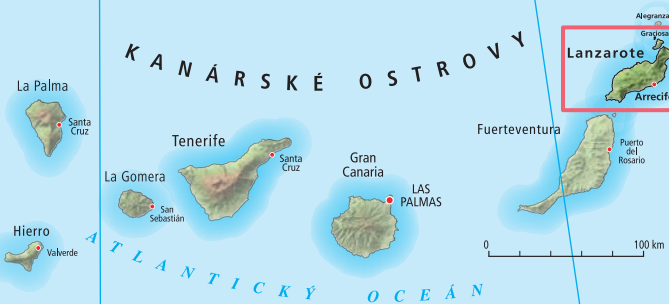 Alegranza
Graciosa
KANÁRSKÉ OSTROVY
Lanzarote
Arrecife
La Palma
Santa
Cruz
Tenerife
Santa
Cruz
Fuerteventura
Puerto
del
Rosario
Gran
Canaria
La Gomera
San
Sebastián
LAS
PALMAS
Hierro
Valverde
ATLANTICKÝ OCEÁN
0 100 km